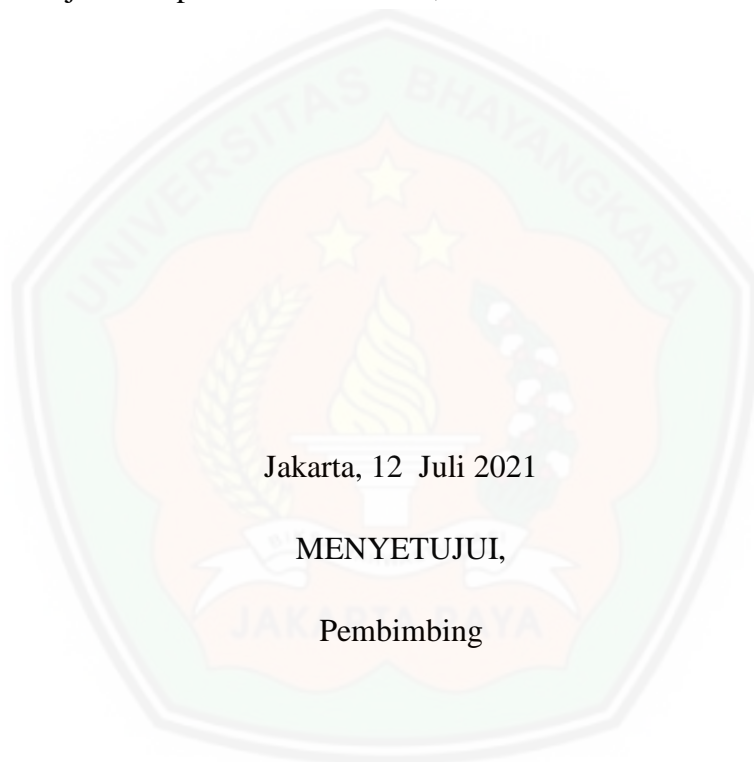 UNIVERSITAS BHAYANGKARA
Jakarta, 12 Juli 2021
MENYETUJUI,
JAKARTA RAYA
Pembimbing